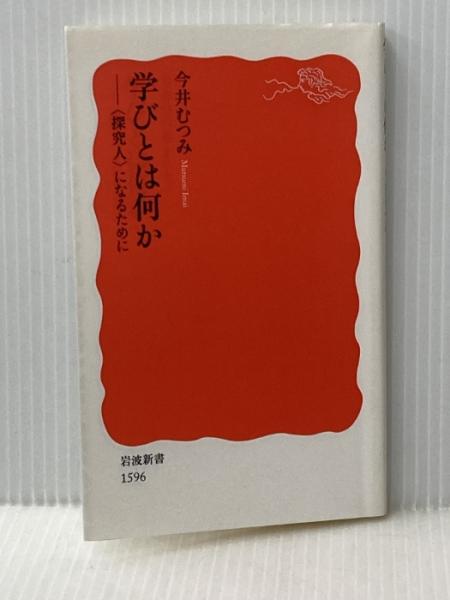 今井むつみ
Mutsumi Imai
学びとは何か
──〈探究人〉になるために
岩波新書
1596